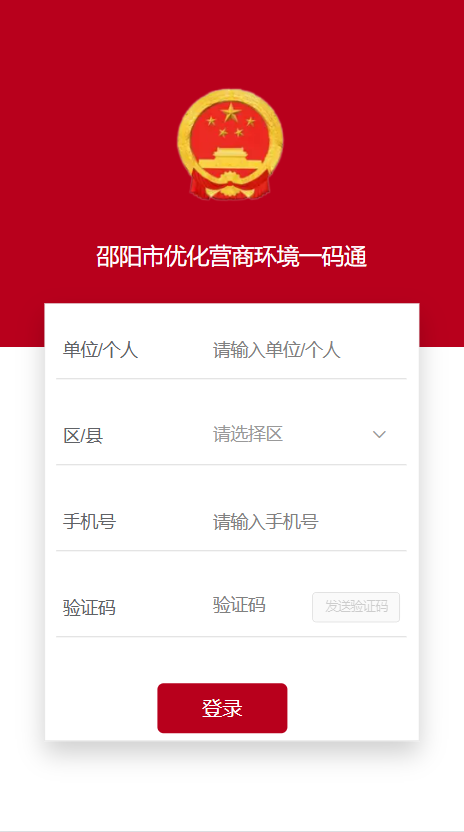 邵阳市优化营商环境一码通
单位/个人 请输入单位/个人
区/县 请选择区
手机号 请输入手机号
验证码 验证码 发送验证码
登录